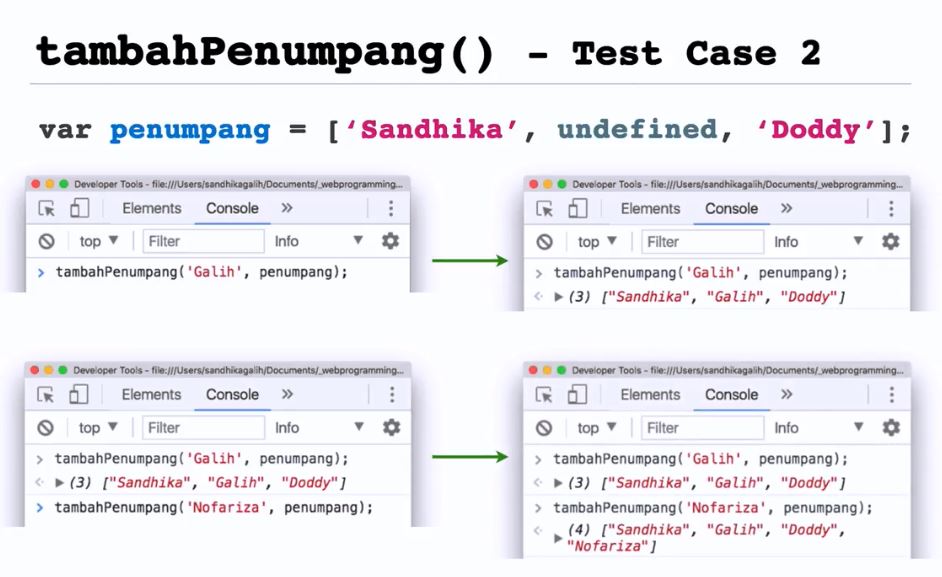 tambahPenumpang() - Test Case 2
var penumpang = [‘Sandhika’, undefined, ‘Doddy’];
Developer Tools - file:///Users/sandhikagalih/Documents/_webprogramming...
Elements Console »
top ▼ Filter Info ▼
> tambahPenumpang('Galih', penumpang);
Developer Tools - file:///Users/sandhikagalih/Documents/_webprogramming...
Elements Console »
top ▼ Filter Info ▼
> tambahPenumpang('Galih', penumpang);
(3) ["Sandhika", "Galih", "Doddy"]
Developer Tools - file:///Users/sandhikagalih/Documents/_webprogramming...
Elements Console »
top ▼ Filter Info ▼
> tambahPenumpang('Galih', penumpang);
(3) ["Sandhika", "Galih", "Doddy"]
> tambahPenumpang('Nofariza', penumpang);
Developer Tools - file:///Users/sandhikagalih/Documents/_webprogramming...
Elements Console »
top ▼ Filter Info ▼
> tambahPenumpang('Galih', penumpang);
(3) ["Sandhika", "Galih", "Doddy"]
> tambahPenumpang('Nofariza', penumpang);
(4) ["Sandhika", "Galih", "Doddy",
"Nofariza"]